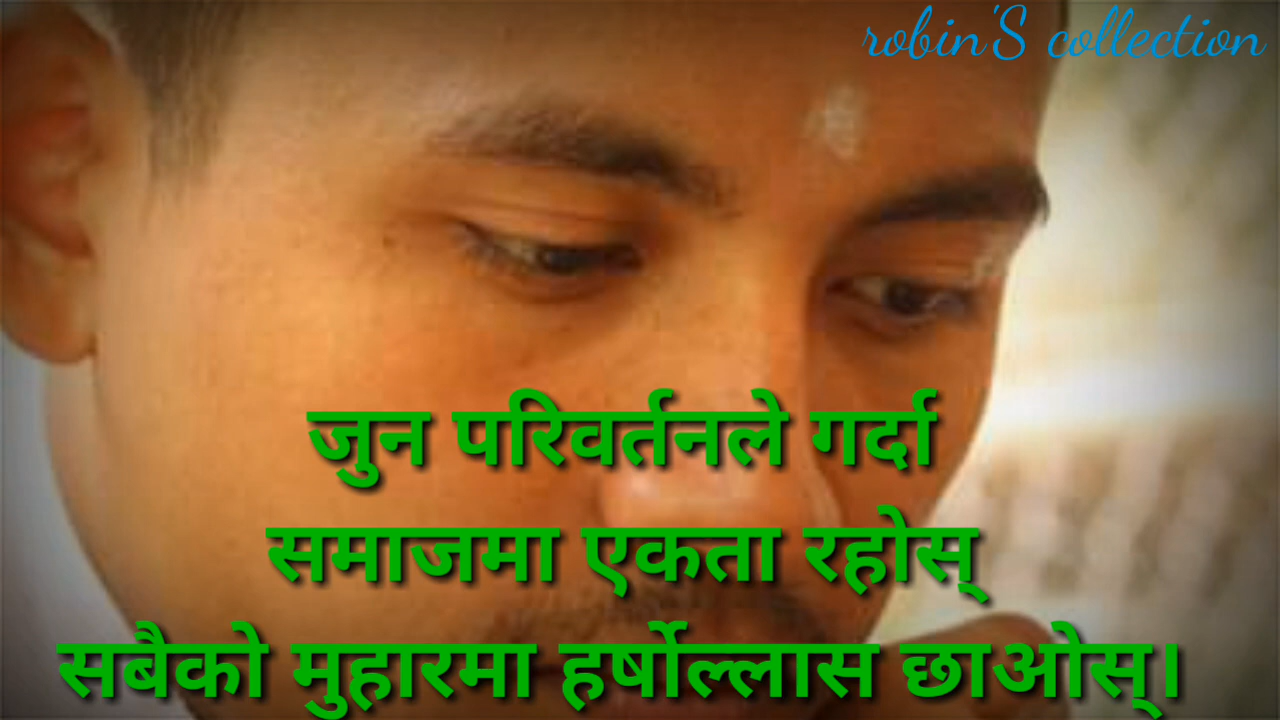 robin'S collection
जुन परिवर्तनले गर्दा
समाजमा एकता रहोस्
सबैको मुहारमा हर्षोल्लास छाओस्।